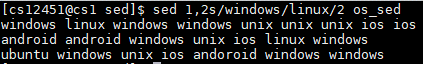 [cs12451@cs1 sed]$ sed 1,2s/windows/linux/2 os_sed
windows linux windows windows unix unix unix ios ios
android android windows unix ios linux windows
ubuntu windows unix ios andoroid windows windows